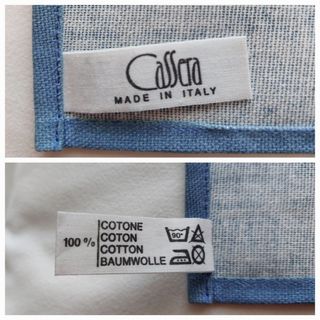 Cassera
MADE IN ITALY
100 %
COTONE
COTON
COTTON
BAUMWOLLE
90°